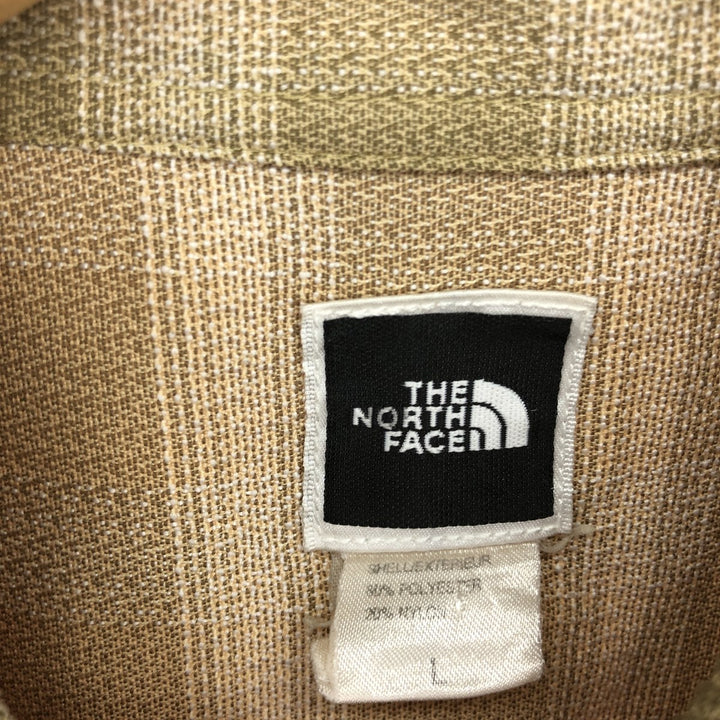 THE
NORTH
FACE
SHELL/EXTERIEUR
80% POLYESTER
20% NYLON
L